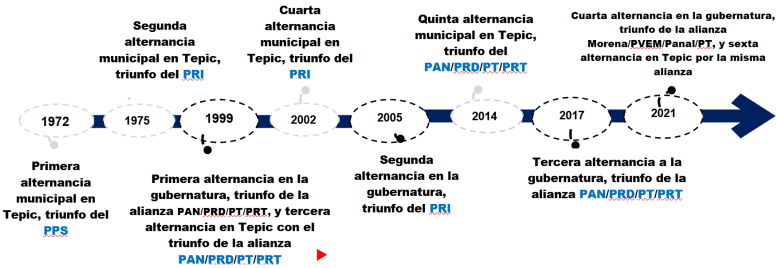 Segunda
alternancia
municipal en Tepic,
triunfo del PRI
Cuarta
alternancia
municipal en
Tepic, triunfo del
PRI
Quinta alternancia
municipal en Tepic,
triunfo del
PAN/PRD/PT/PRT
Cuarta alternancia en la gubernatura,
triunfo de la alianza
Morena/PVEM/Panal/PT, y sexta
alternancia en Tepic por la misma
alianza
1972
1975
1999
2002
2005
2014
2017
2021
Primera
alternancia
municipal en
Tepic, triunfo del
PPS
Primera alternancia en la
gubernatura, triunfo de la
alianza PAN/PRD/PT/PRT, y tercera
alternancia en Tepic con el
triunfo de la alianza
PAN/PRD/PT/PRT
Segunda
alternancia en la
gubernatura,
triunfo del PRI
Tercera alternancia a la
gubernatura, triunfo de la
alianza PAN/PRD/PT/PRT